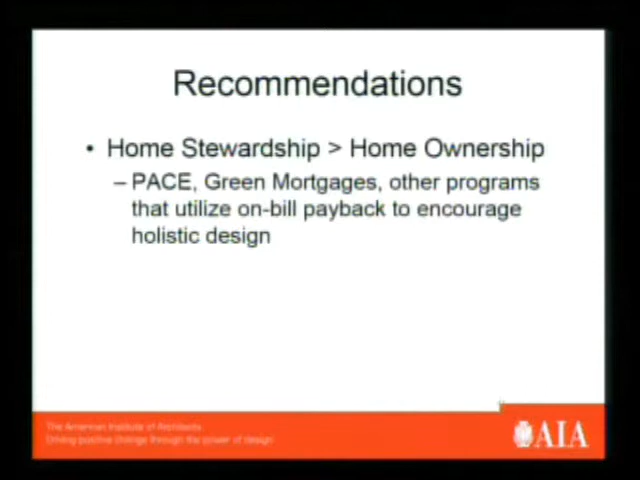 Recommendations
• Home Stewardship > Home Ownership
– PACE, Green Mortgages, other programs
that utilize on-bill payback to encourage
holistic design
The American Institute of Architects
Driving positive change through the power of design
AIA